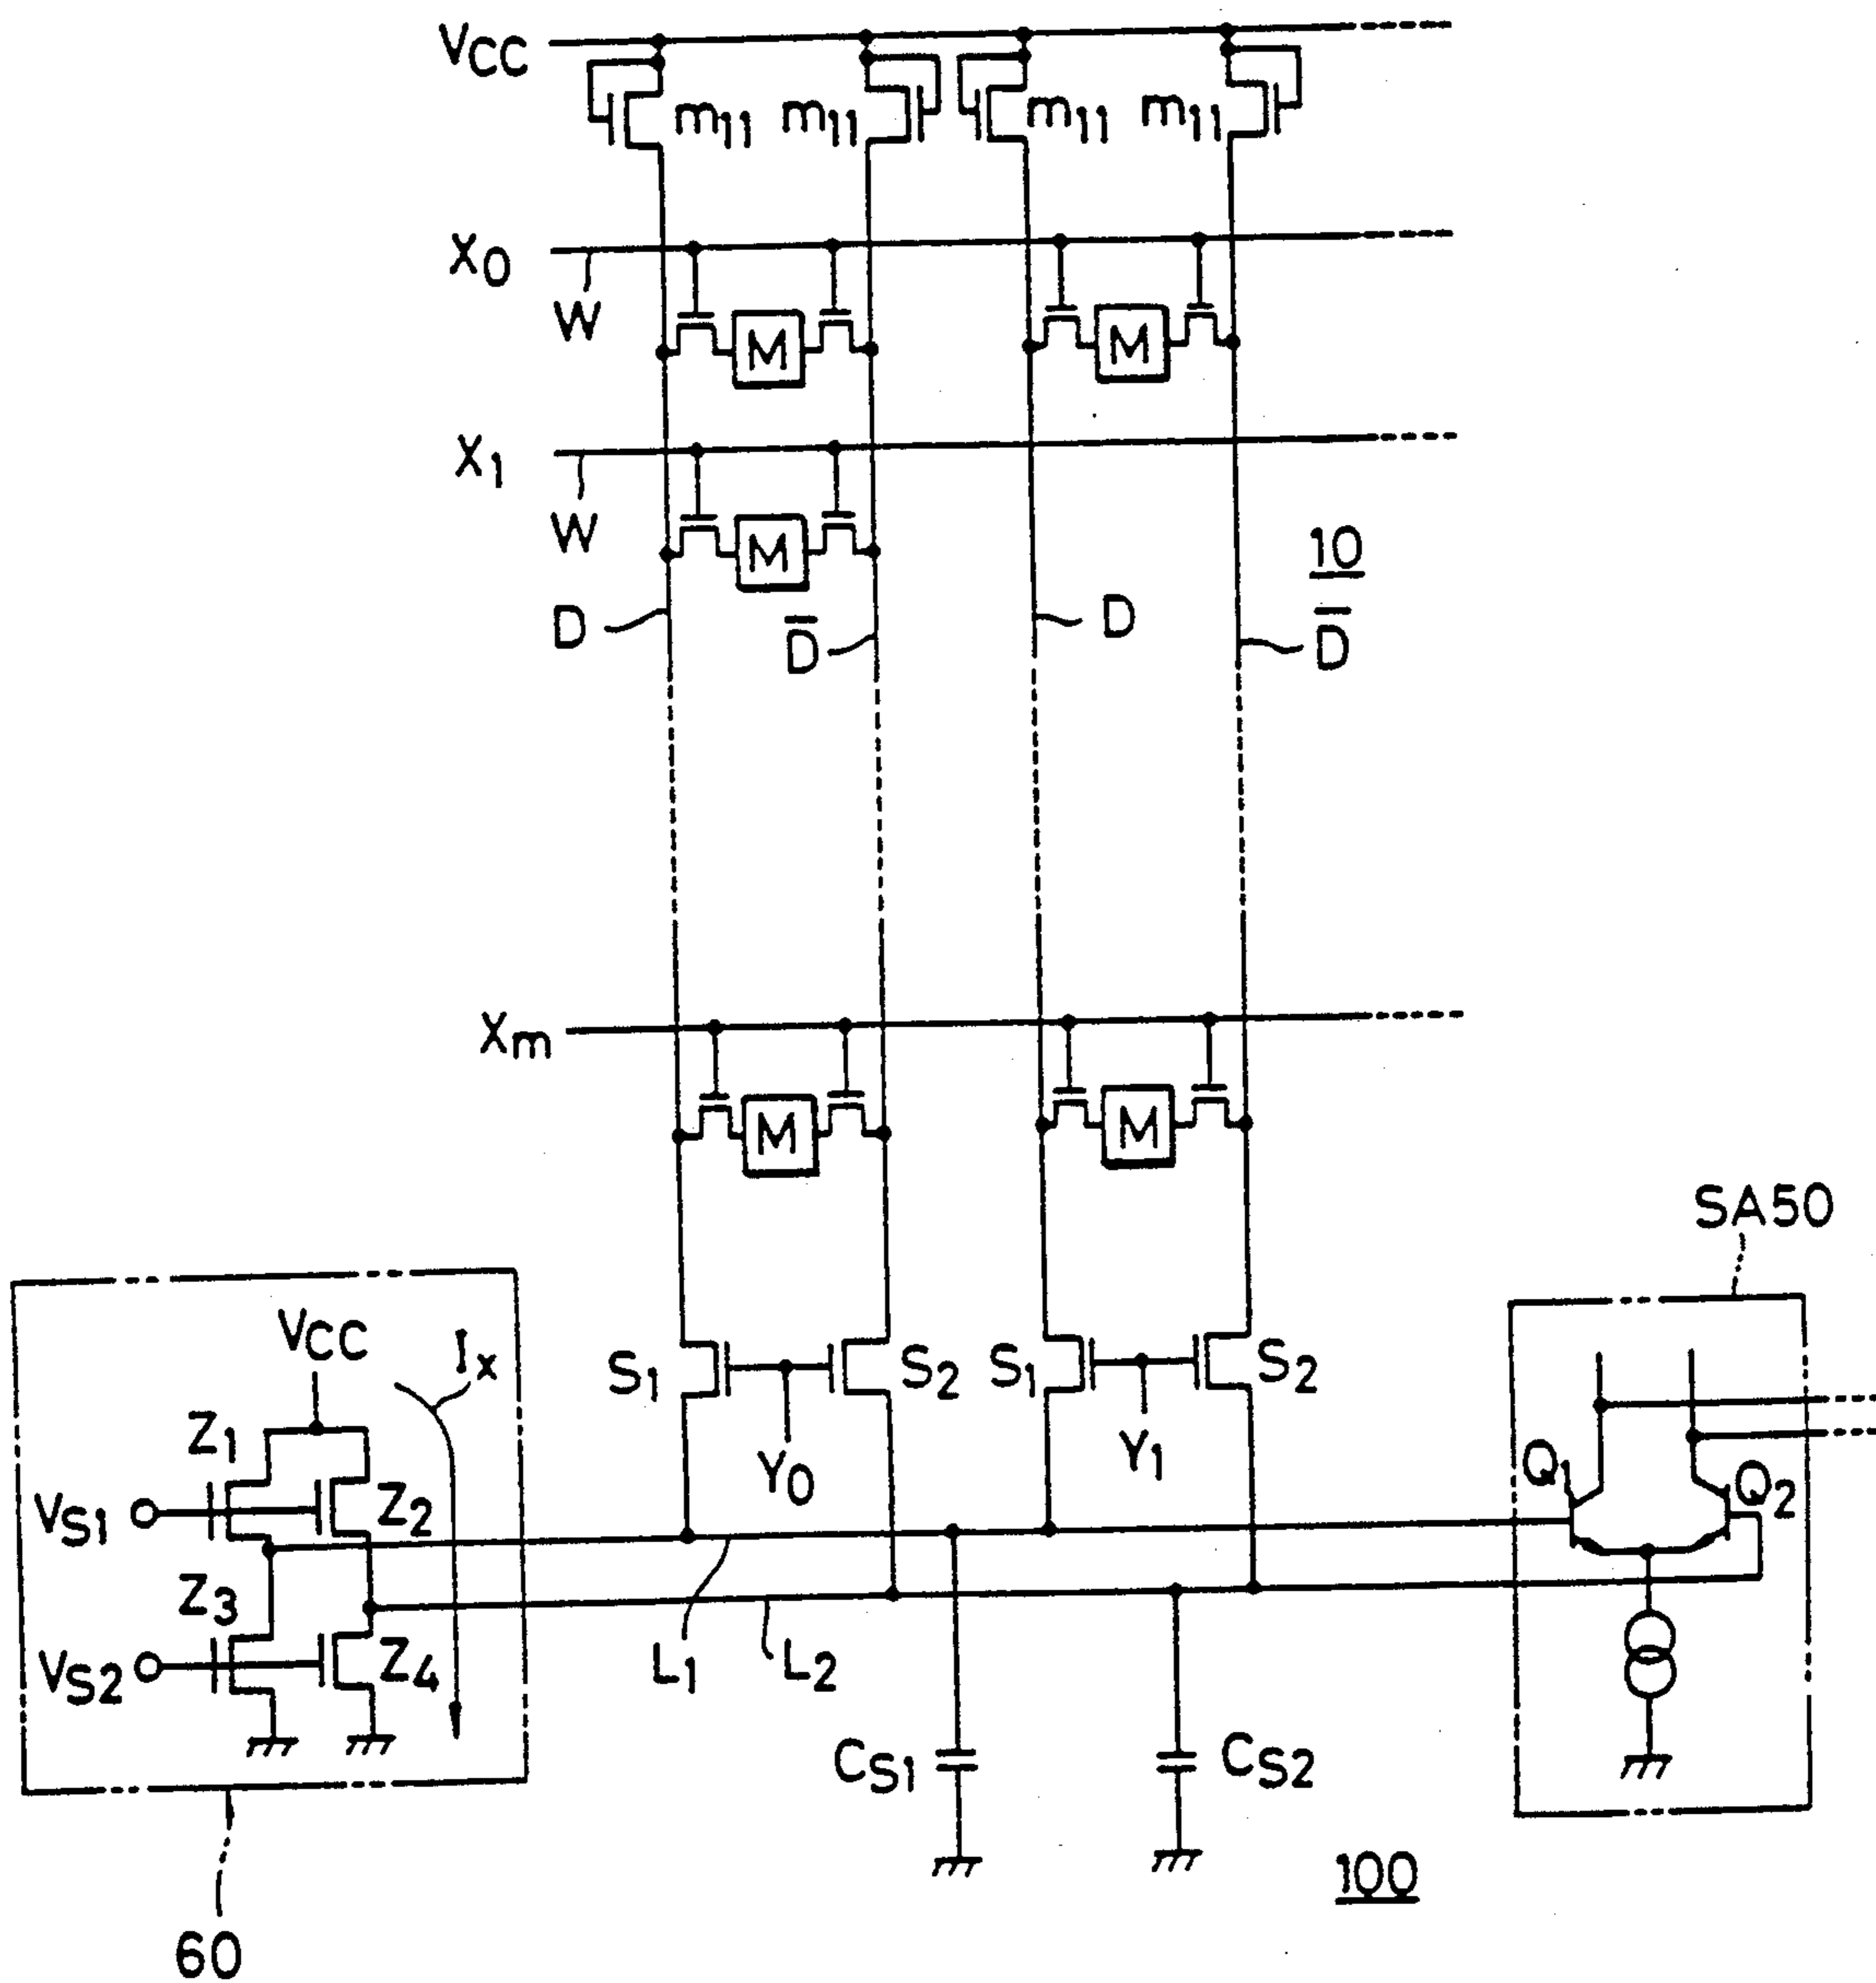 VCC
m11 m11 m11 m11
X0
W
M M
X1
W
M
10
D D̅ D D̅
Xm
M M
SA50
VCC Ix
S1 S2 S1 S2
Z1
Y0 Y1
Q1 Q2
VS1 Z2
Z3
VS2 Z4
L1 L2
CS1 CS2
100
60